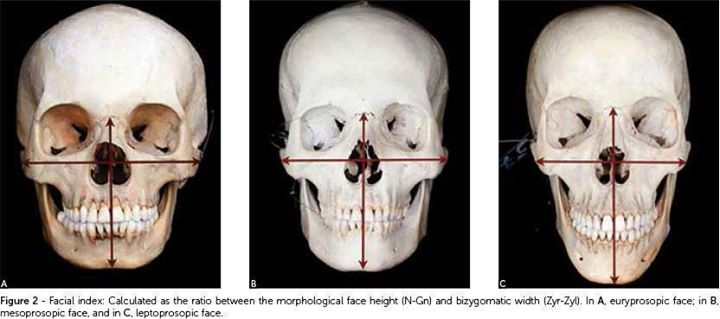 A
B
C
Figure 2 - Facial index: Calculated as the ratio between the morphological face height (N-Gn) and bizygomatic width (Zyr-Zyl). In A, euryprosopic face; in B,
mesoprosopic face, and in C, leptoprosopic face.